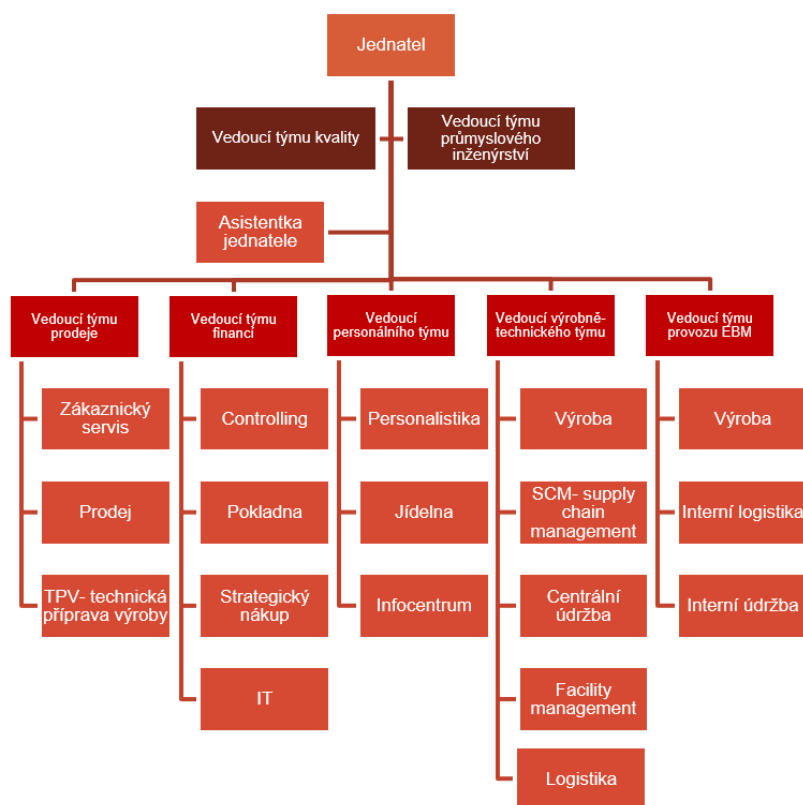 Jednatel
Vedoucí týmu kvality
Vedoucí týmu
průmyslového
inženýrství
Asistentka
jednatele
Vedoucí týmu
prodeje
Vedoucí týmu
financí
Vedoucí
personálního týmu
Vedoucí výrobně-
technického týmu
Vedoucí týmu
provozu EBM
Zákaznický
servis
Controlling
Personalistika
Výroba
Výroba
Prodej
Pokladna
Jídelna
SCM- supply
chain
management
Interní logistika
TPV- technická
příprava výroby
Strategický
nákup
Infocentrum
Centrální
údržba
Interní údržba
IT
Facility
management
Logistika